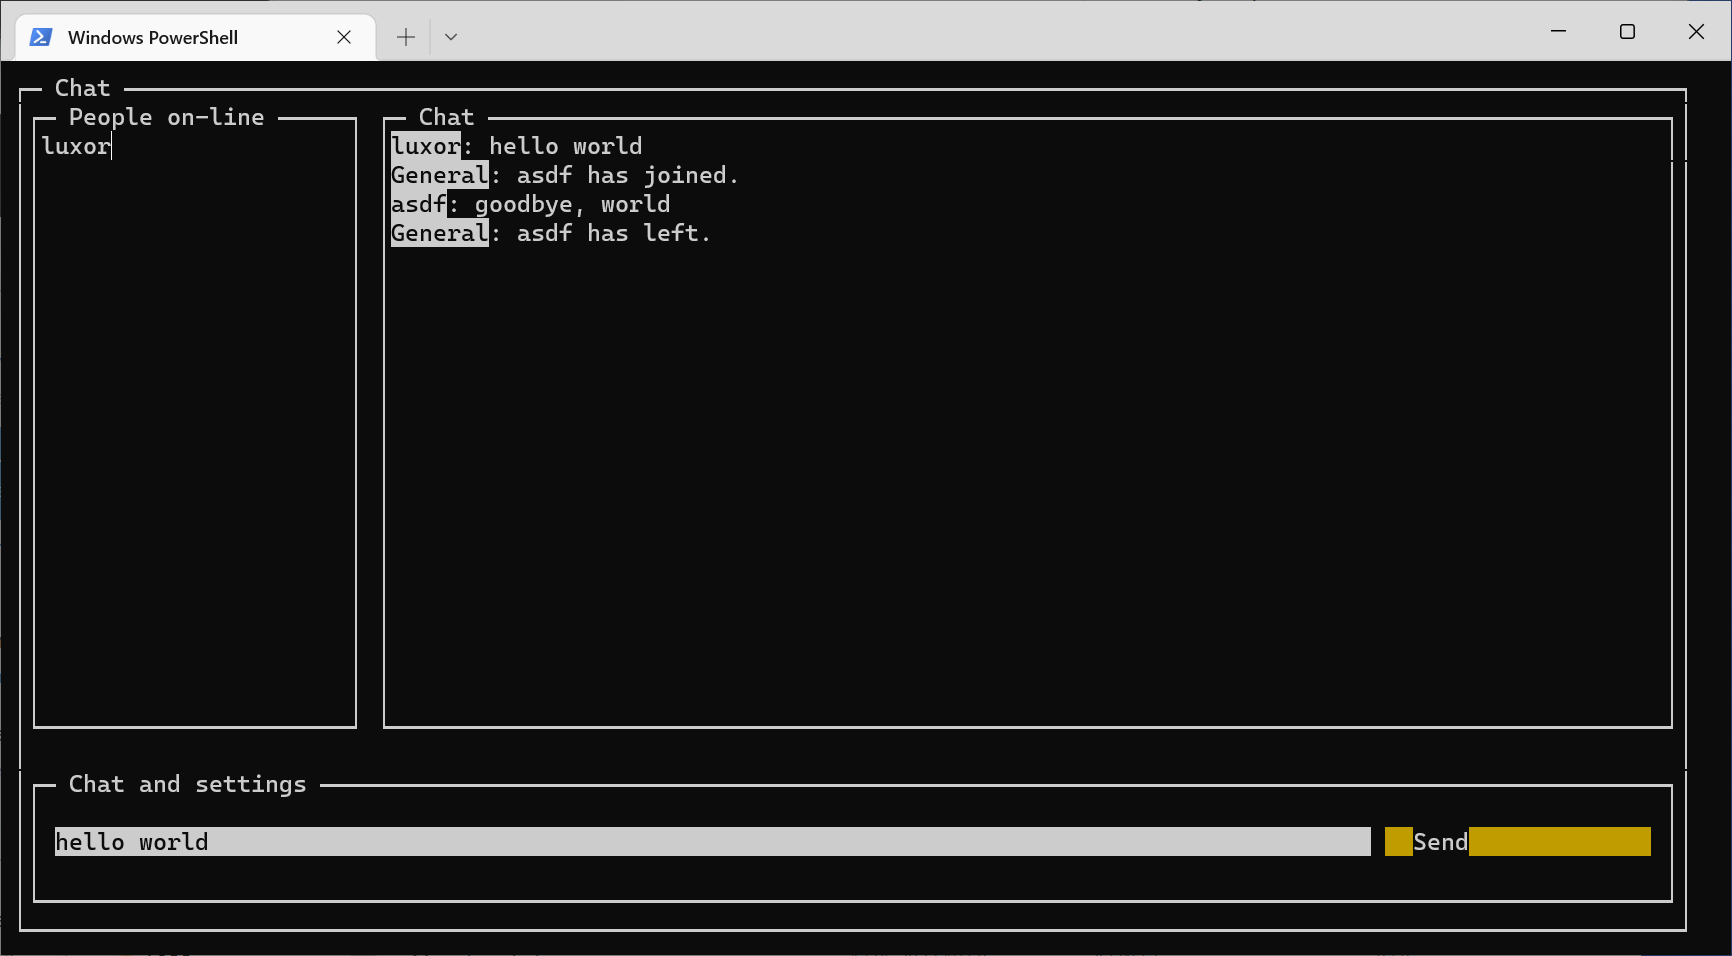 Windows PowerShell
Chat
People on-line
luxor
Chat
luxor: hello world
General: asdf has joined.
asdf: goodbye, world
General: asdf has left.
Chat and settings
hello world
Send